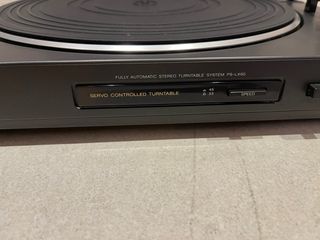 FULLY AUTOMATIC STEREO TURNTABLE SYSTEM PS-LX60
SERVO CONTROLLED TURNTABLE
45
33
SPEED